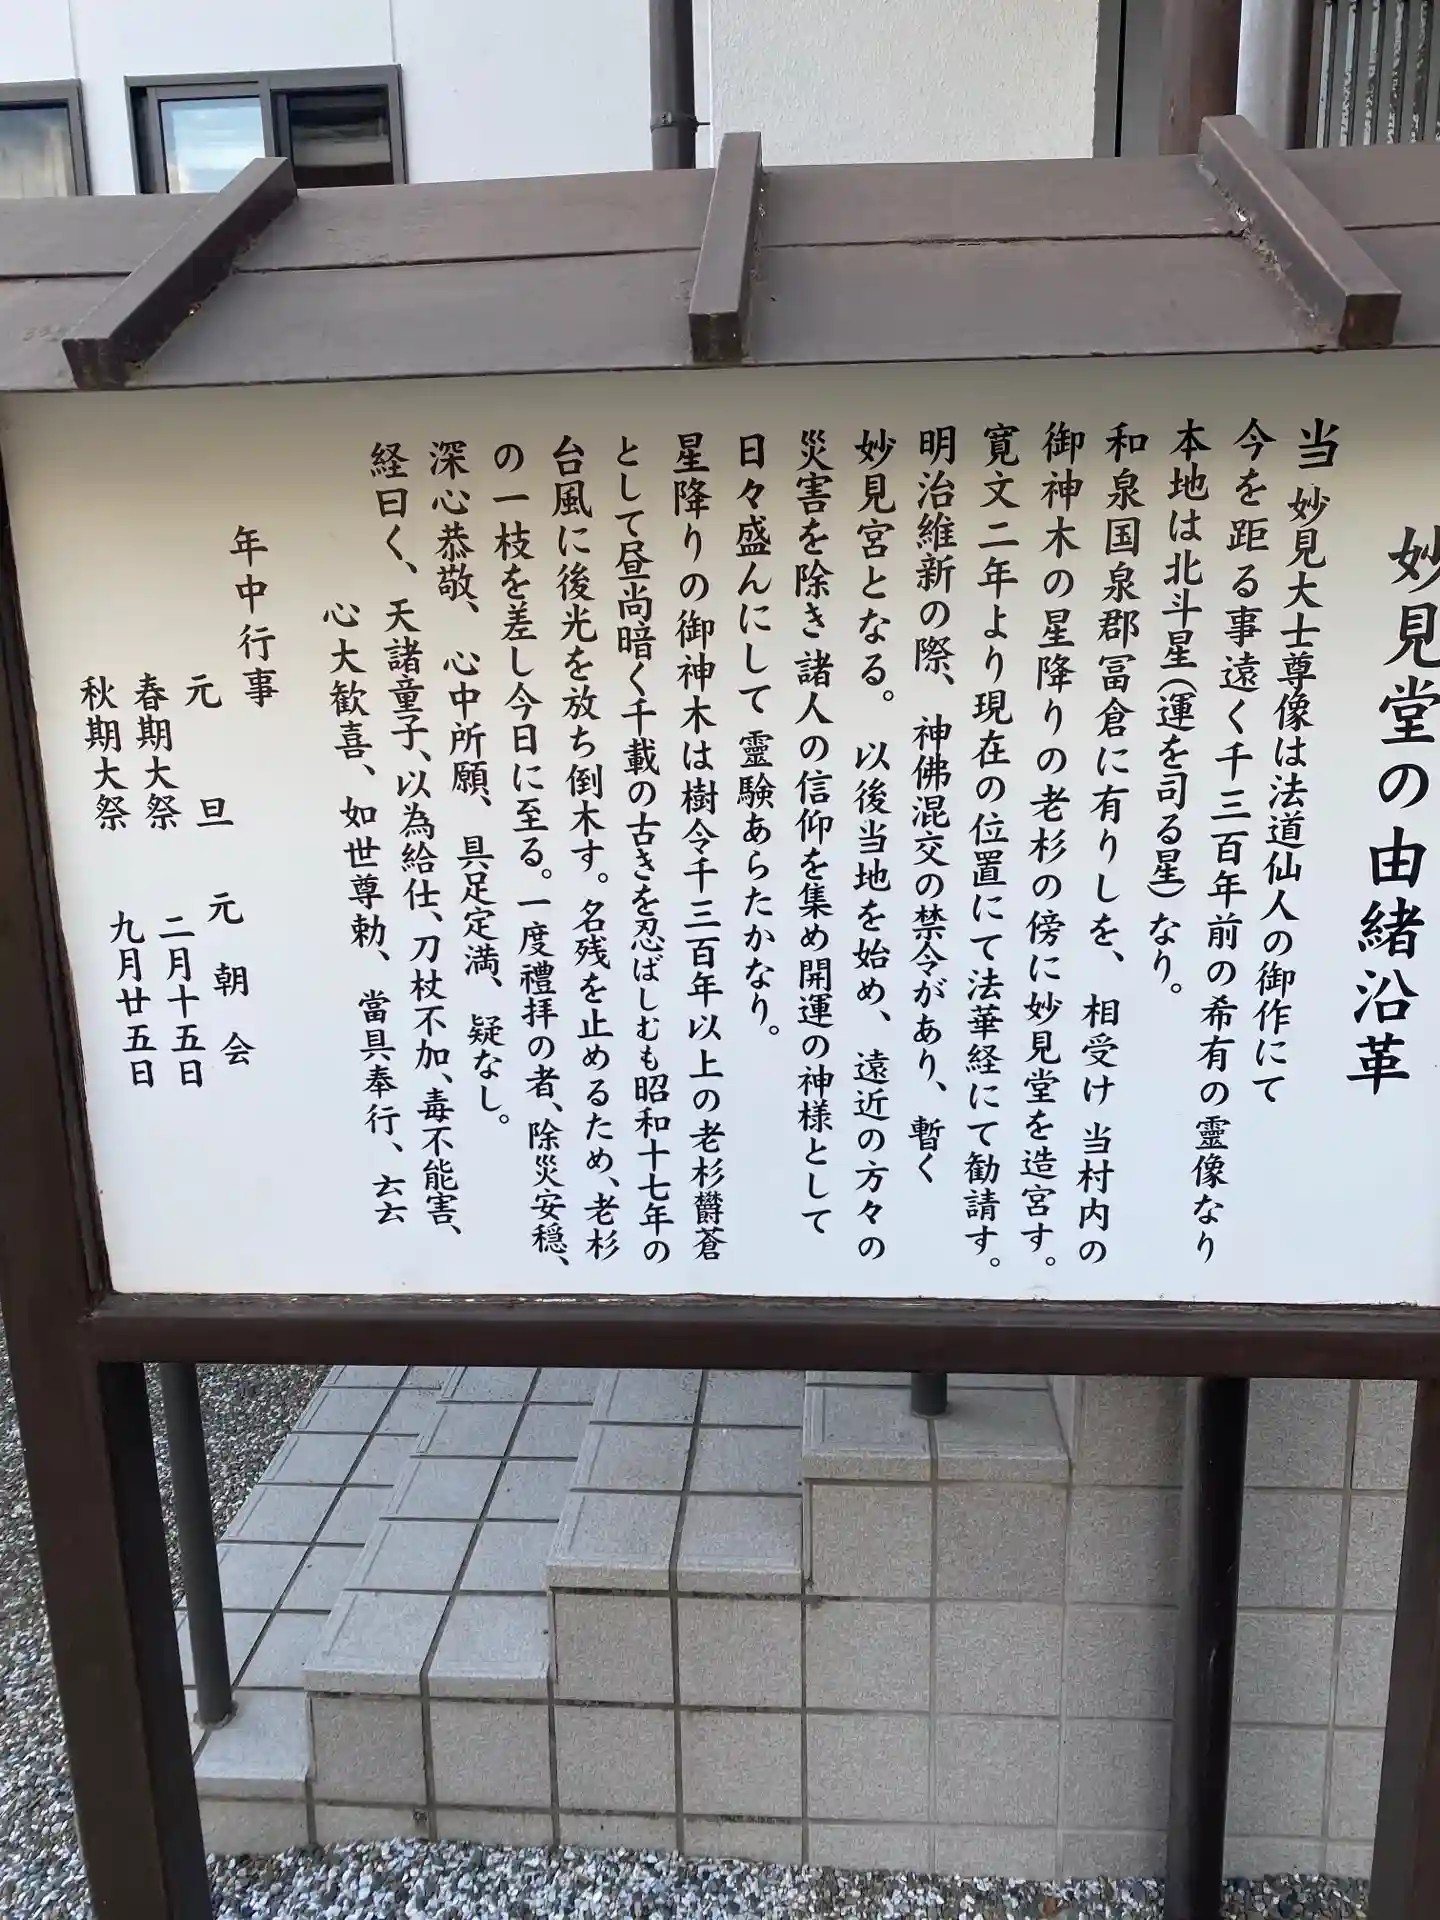 妙見堂の由緒沿革
当 妙見大士尊像は法道仙人の御作にて
今を距る事遠く千三百年前の希有の靈像なり
本地は北斗星(運を司る星)なり。
和泉国泉郡冨倉に有りしを、相受け 当村内の
御神木の星降りの老杉の傍に妙見堂を造宮す。
寛文二年より現在の位置にて法華経にて勧請す。
明治維新の際、神佛混交の禁令があり、暫く
妙見宮となる。以後当地を始め、遠近の方々の
災害を除き諸人の信仰を集め開運の神様として
日々盛んにして靈験あらたかなり。
星降りの御神木は樹令千三百年以上の老杉欝蒼
として昼尚暗く千載の古きを忍ばしむも昭和十七年の
台風に後光を放ち倒木す。名残を止めるため、老杉
の一枝を差し今日に至る。一度禮拝の者、除災安穏、
深心恭敬、心中所願、具足定満、疑なし。
経曰く、天諸童子、以為給仕、刀杖不加、毒不能害、
心大歓喜、如世尊勅、當具奉行、云云
年中行事
元旦 元朝会
春期大祭 二月十五日
秋期大祭 九月廿五日